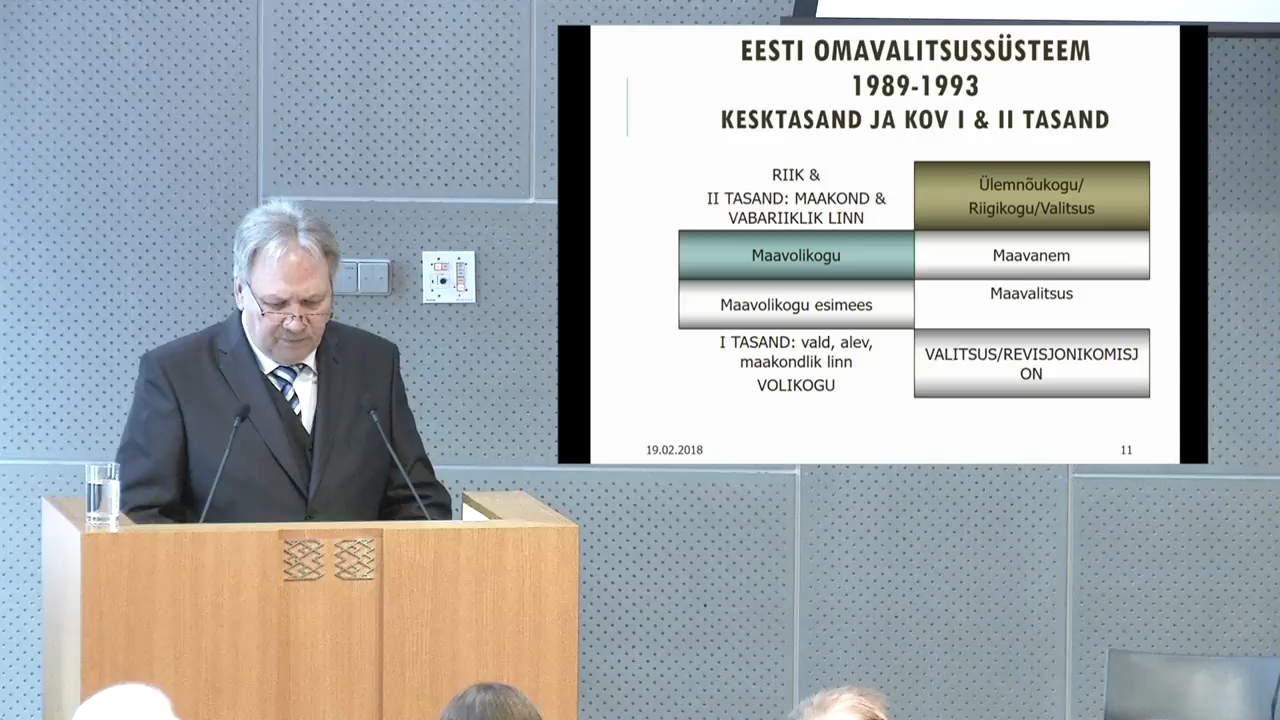 EESTI OMAVALITSUSSÜSTEEM
1989-1993
KESKTASAND JA KOV I & II TASAND
RIIK &
II TASAND: MAAKOND &
VABARIIKLIK LINN
Ülemnõukogu/
Riigikogu/Valitsus
Maavolikogu
Maavanem
Maavolikogu esimees
Maavalitsus
I TASAND: vald, alev,
maakondlik linn
VOLIKOGU
VALITSUS/REVISJONIKOMISJ
ON
19.02.2018
11